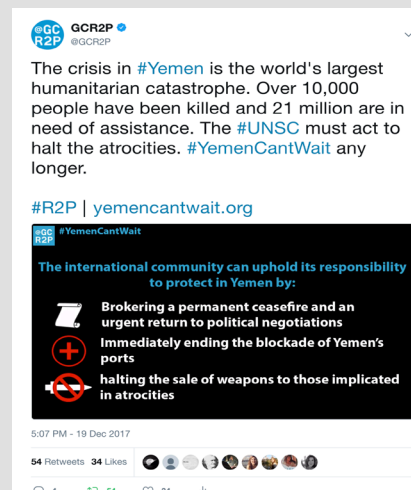 @GC
R2P
GCR2P
@GCR2P
The crisis in #Yemen is the world's largest
humanitarian catastrophe. Over 10,000
people have been killed and 21 million are in
need of assistance. The #UNSC must act to
halt the atrocities. #YemenCantWait any
longer.
#R2P | yemencantwait.org
@GC
R2P
#YemenCantWait
The international community can uphold its responsibility
to protect in Yemen by:
Brokering a permanent ceasefire and an
urgent return to political negotiations
Immediately ending the blockade of Yemen's
ports
halting the sale of weapons to those implicated
in atrocities
5:07 PM - 19 Dec 2017
54 Retweets 34 Likes